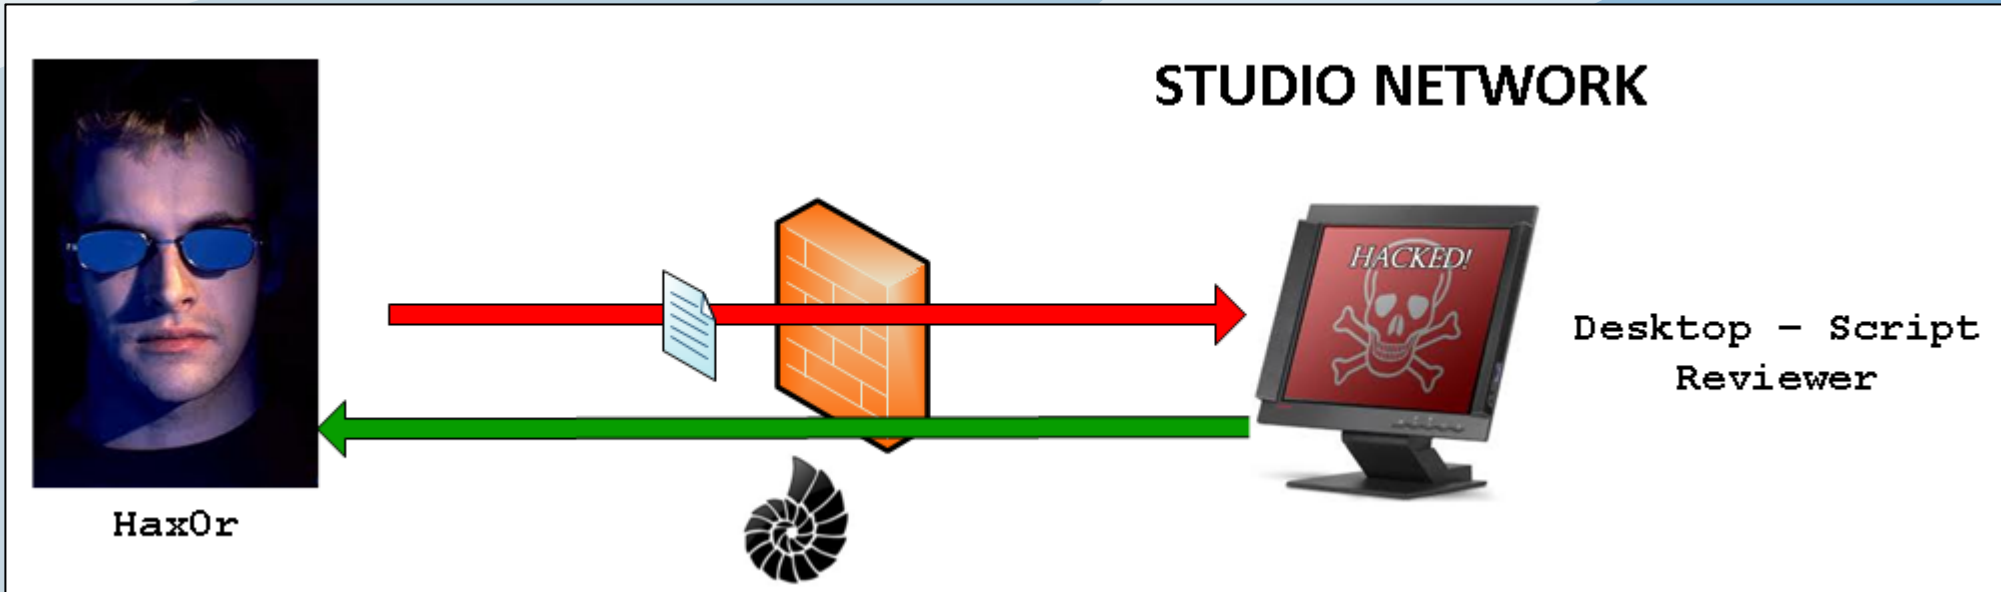 STUDIO NETWORK
HACKED!
Desktop – Script
Reviewer
Hax0r